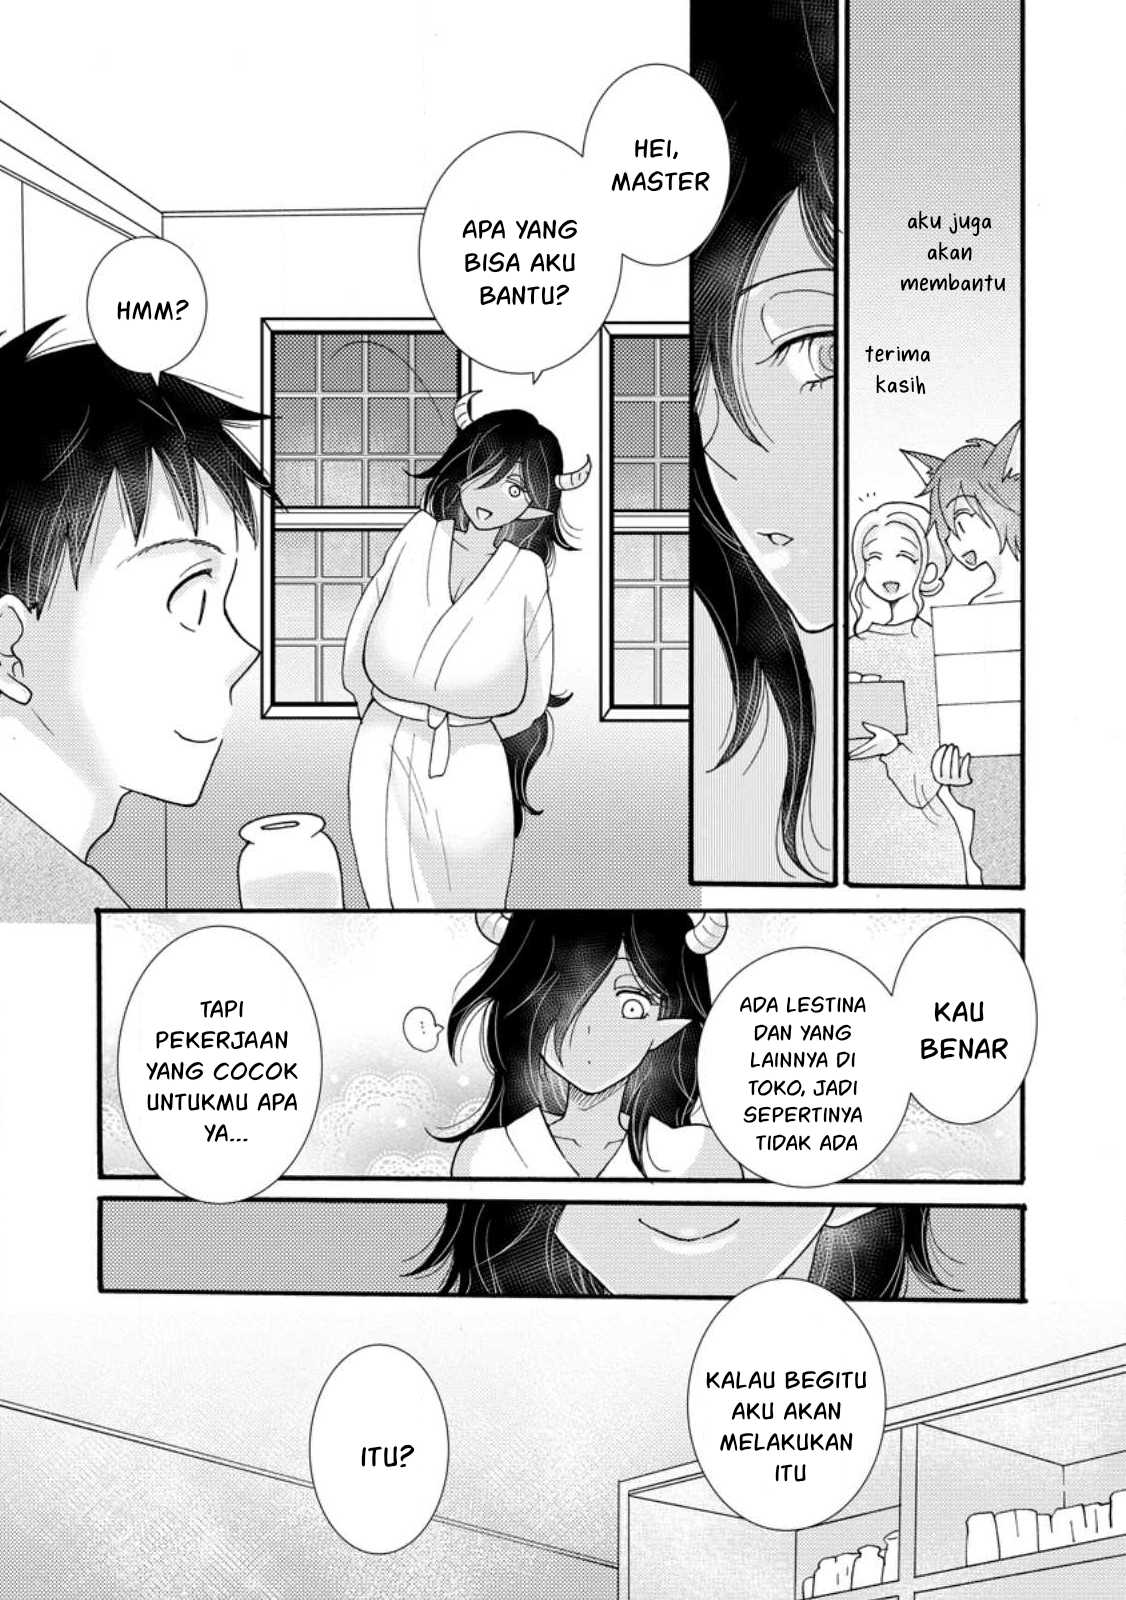 aku juga
akan
membantu
terima
kasih
HEI,
MASTER
APA YANG
BISA AKU
BANTU?
HMM?
KAU
BENAR
ADA LESTINA
DAN YANG
LAINNYA DI
TOKO, JADI
SEPERTINYA
TIDAK ADA
...
TAPI
PEKERJAAN
YANG COCOK
UNTUKMU APA
YA...
KALAU BEGITU
AKU AKAN
MELAKUKAN
ITU
ITU?